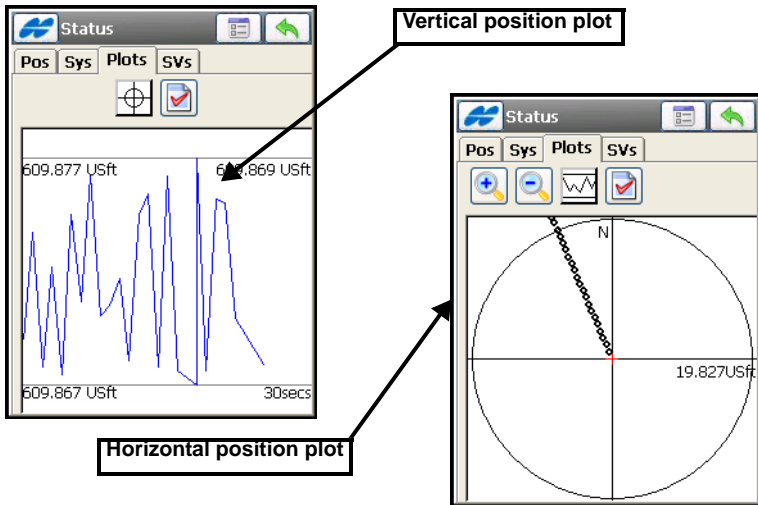 Status
Pos Sys Plots SVs
609.877 USft
609.869 USft
609.867 USft
30secs
Vertical position plot
Status
Pos Sys Plots SVs
N
19.827USft
Horizontal position plot